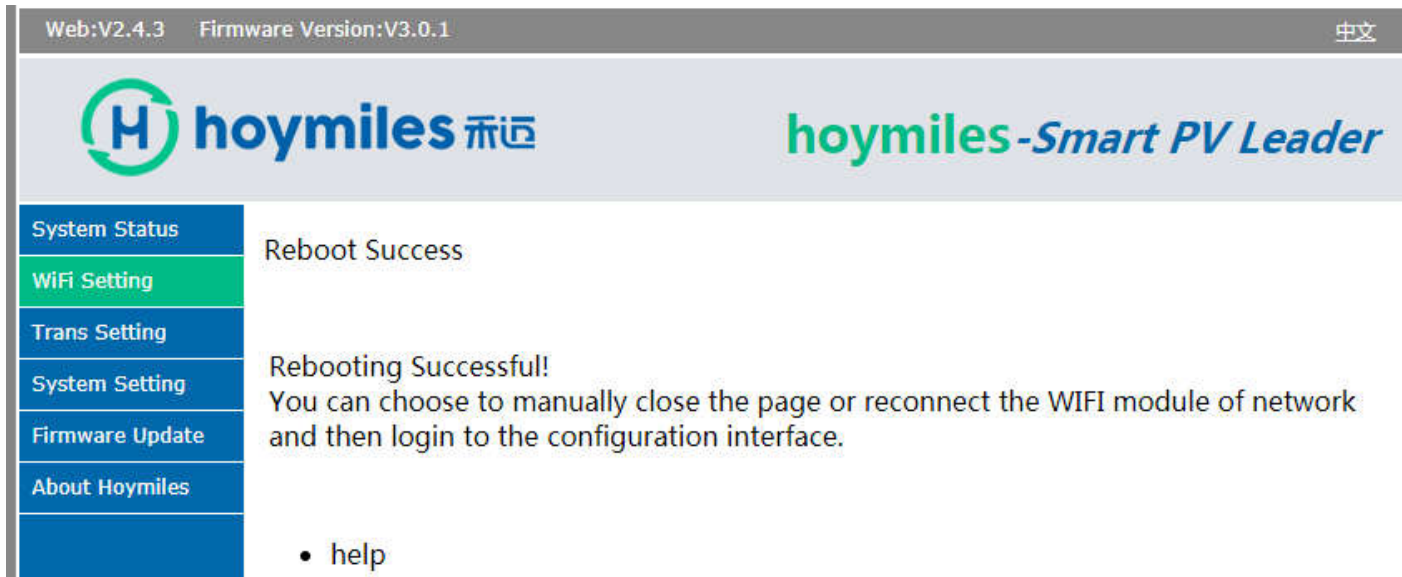 Web:V2.4.3 Firmware Version:V3.0.1 中文
hoymiles 禾迈
hoymiles-Smart PV Leader
System Status
WiFi Setting
Trans Setting
System Setting
Firmware Update
About Hoymiles
Reboot Success
Rebooting Successful!
You can choose to manually close the page or reconnect the WIFI module of network
and then login to the configuration interface.
• help